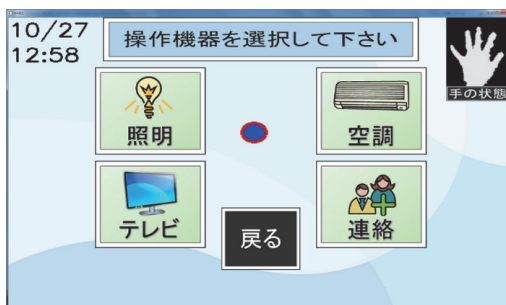 10/27
12:58
操作機器を選択して下さい
手の状態
照明
空調
テレビ
連絡
戻る